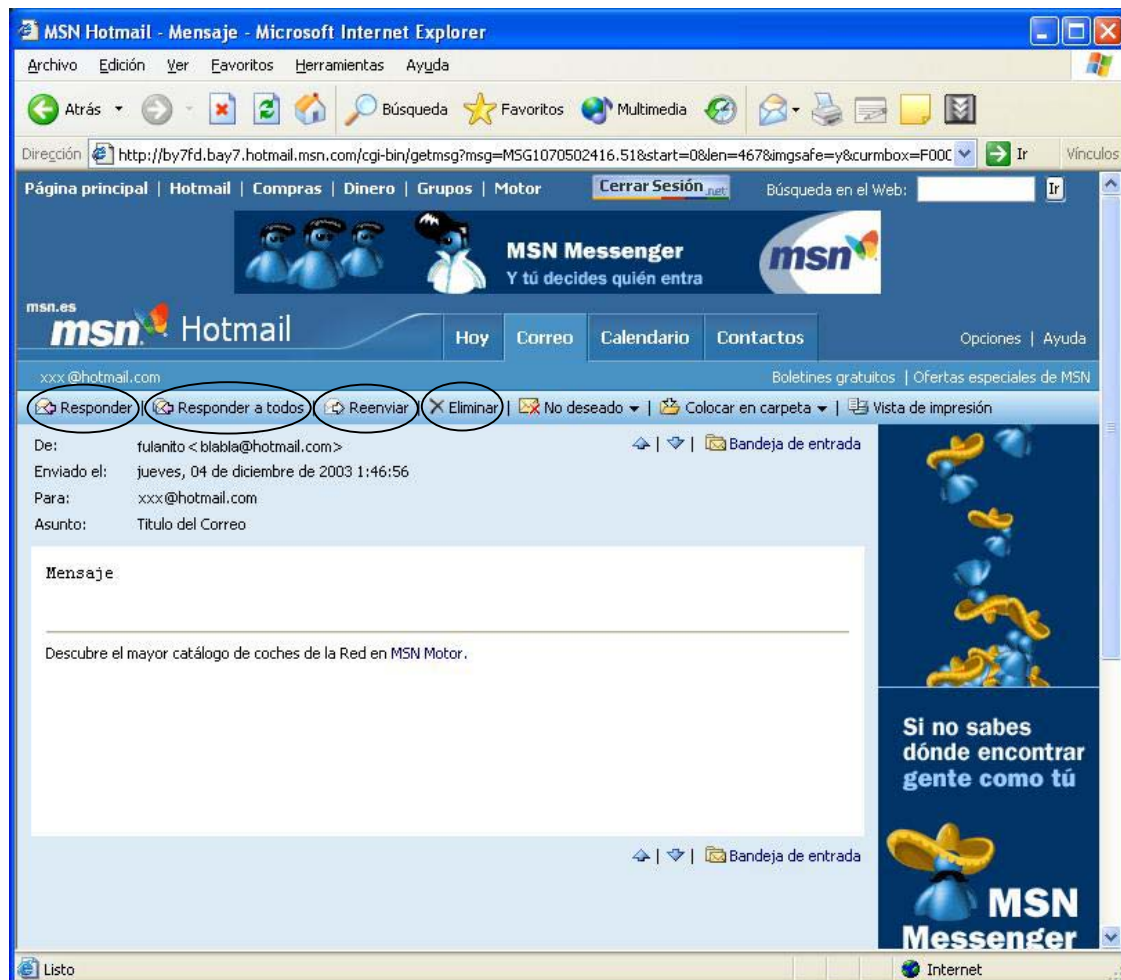 MSN Hotmail - Mensaje - Microsoft Internet Explorer
Archivo Edición Ver Favoritos Herramientas Ayuda
Atrás Búsqueda Favoritos Multimedia
Dirección http://by7fd.bay7.hotmail.msn.com/cgi-bin/getmsg?msg=MSG1070502416.51&start=0&len=467&imgsafe=y&curmbox=F00C Ir Vínculos
Página principal | Hotmail | Compras | Dinero | Grupos | Motor Cerrar Sesión .net Búsqueda en el Web: Ir
MSN Messenger
Y tú decides quién entra
msn
msn.es
msn Hotmail Hoy Correo Calendario Contactos Opciones | Ayuda
xxx @hotmail.com Boletines gratuitos | Ofertas especiales de MSN
Responder | Responder a todos | Reenviar | Eliminar | No deseado | Colocar en carpeta | Vista de impresión
De: fulanito < blabla@hotmail.com> | | Bandeja de entrada
Enviado el: jueves, 04 de diciembre de 2003 1:46:56
Para: xxx@hotmail.com
Asunto: Titulo del Correo
Mensaje
Descubre el mayor catálogo de coches de la Red en MSN Motor.
Si no sabes
dónde encontrar
gente como tú
| | Bandeja de entrada
MSN
Messenger
Listo Internet